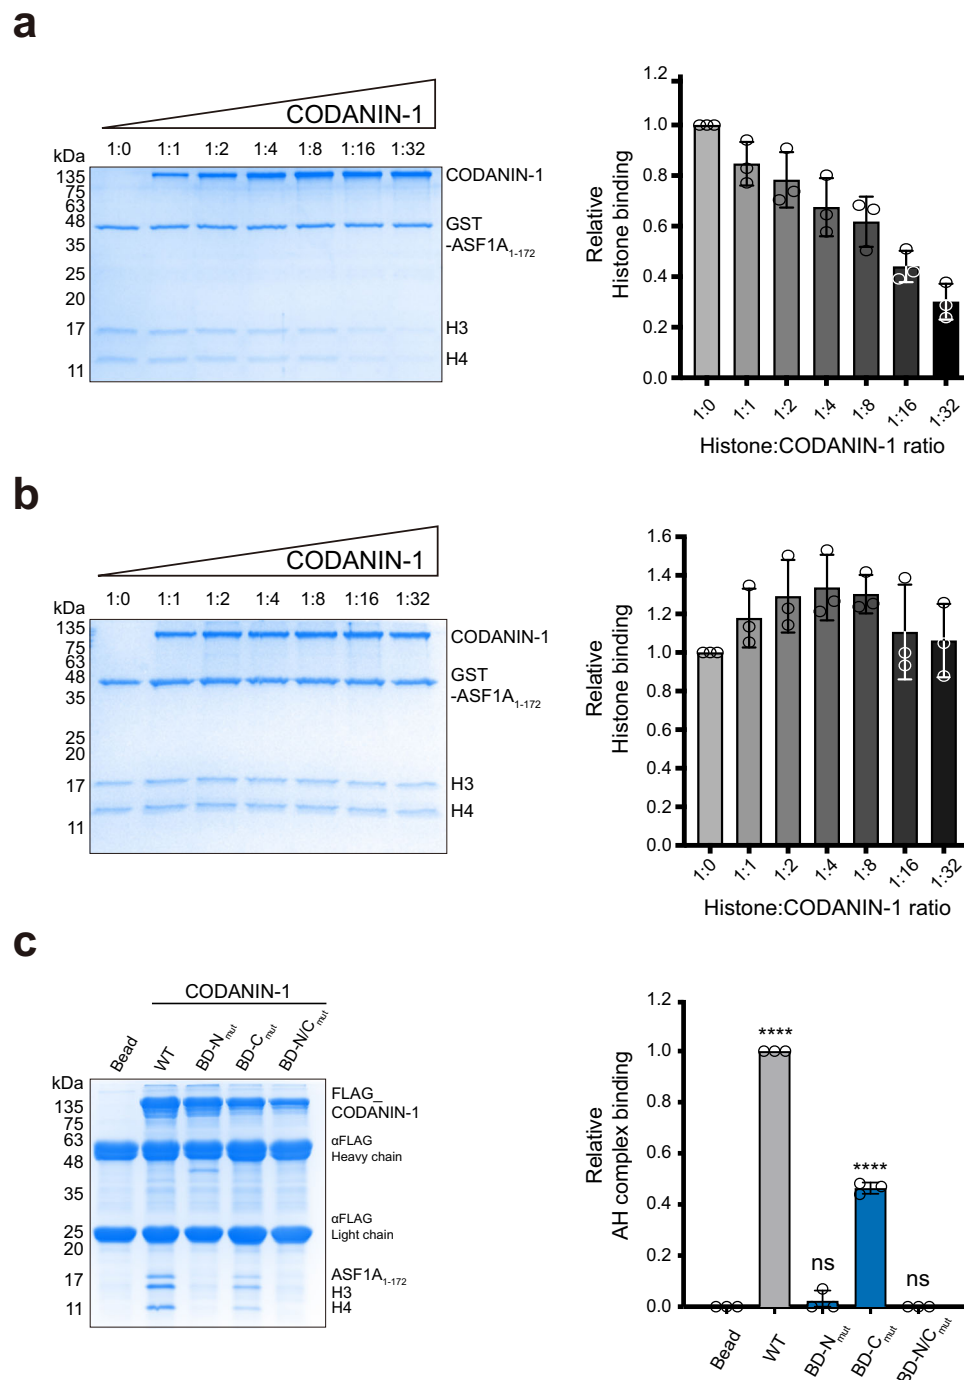 a
CODANIN-1
kDa
1:0 1:1 1:2 1:4 1:8 1:16 1:32
135
75
63
48
35
25
20
17
11
CODANIN-1
GST
-ASF1A1-172
H3
H4
Relative
Histone binding
1.2
1.0
0.8
0.6
0.4
0.2
0.0
1:0 1:1 1:2 1:4 1:8 1:16 1:32
Histone:CODANIN-1 ratio
b
CODANIN-1
1:0 1:1 1:2 1:4 1:8 1:16 1:32
kDa
135
75
63
48
35
25
20
17
11
CODANIN-1
GST
-ASF1A1-172
H3
H4
Relative
Histone binding
1.6
1.4
1.2
1.0
0.8
0.6
0.4
0.2
0.0
1:0 1:1 1:2 1:4 1:8 1:16 1:32
Histone:CODANIN-1 ratio
c
CODANIN-1
Bead WT BD-Nmut BD-Cmut BD-N/Cmut
kDa
135
75
63
48
35
25
20
17
11
FLAG_
CODANIN-1
αFLAG
Heavy chain
αFLAG
Light chain
ASF1A1-172
H3
H4
Relative
AH complex binding
1.2
1.0
0.8
0.6
0.4
0.2
0.0
****
ns
****
ns
Bead WT BD-Nmut BD-Cmut BD-N/Cmut